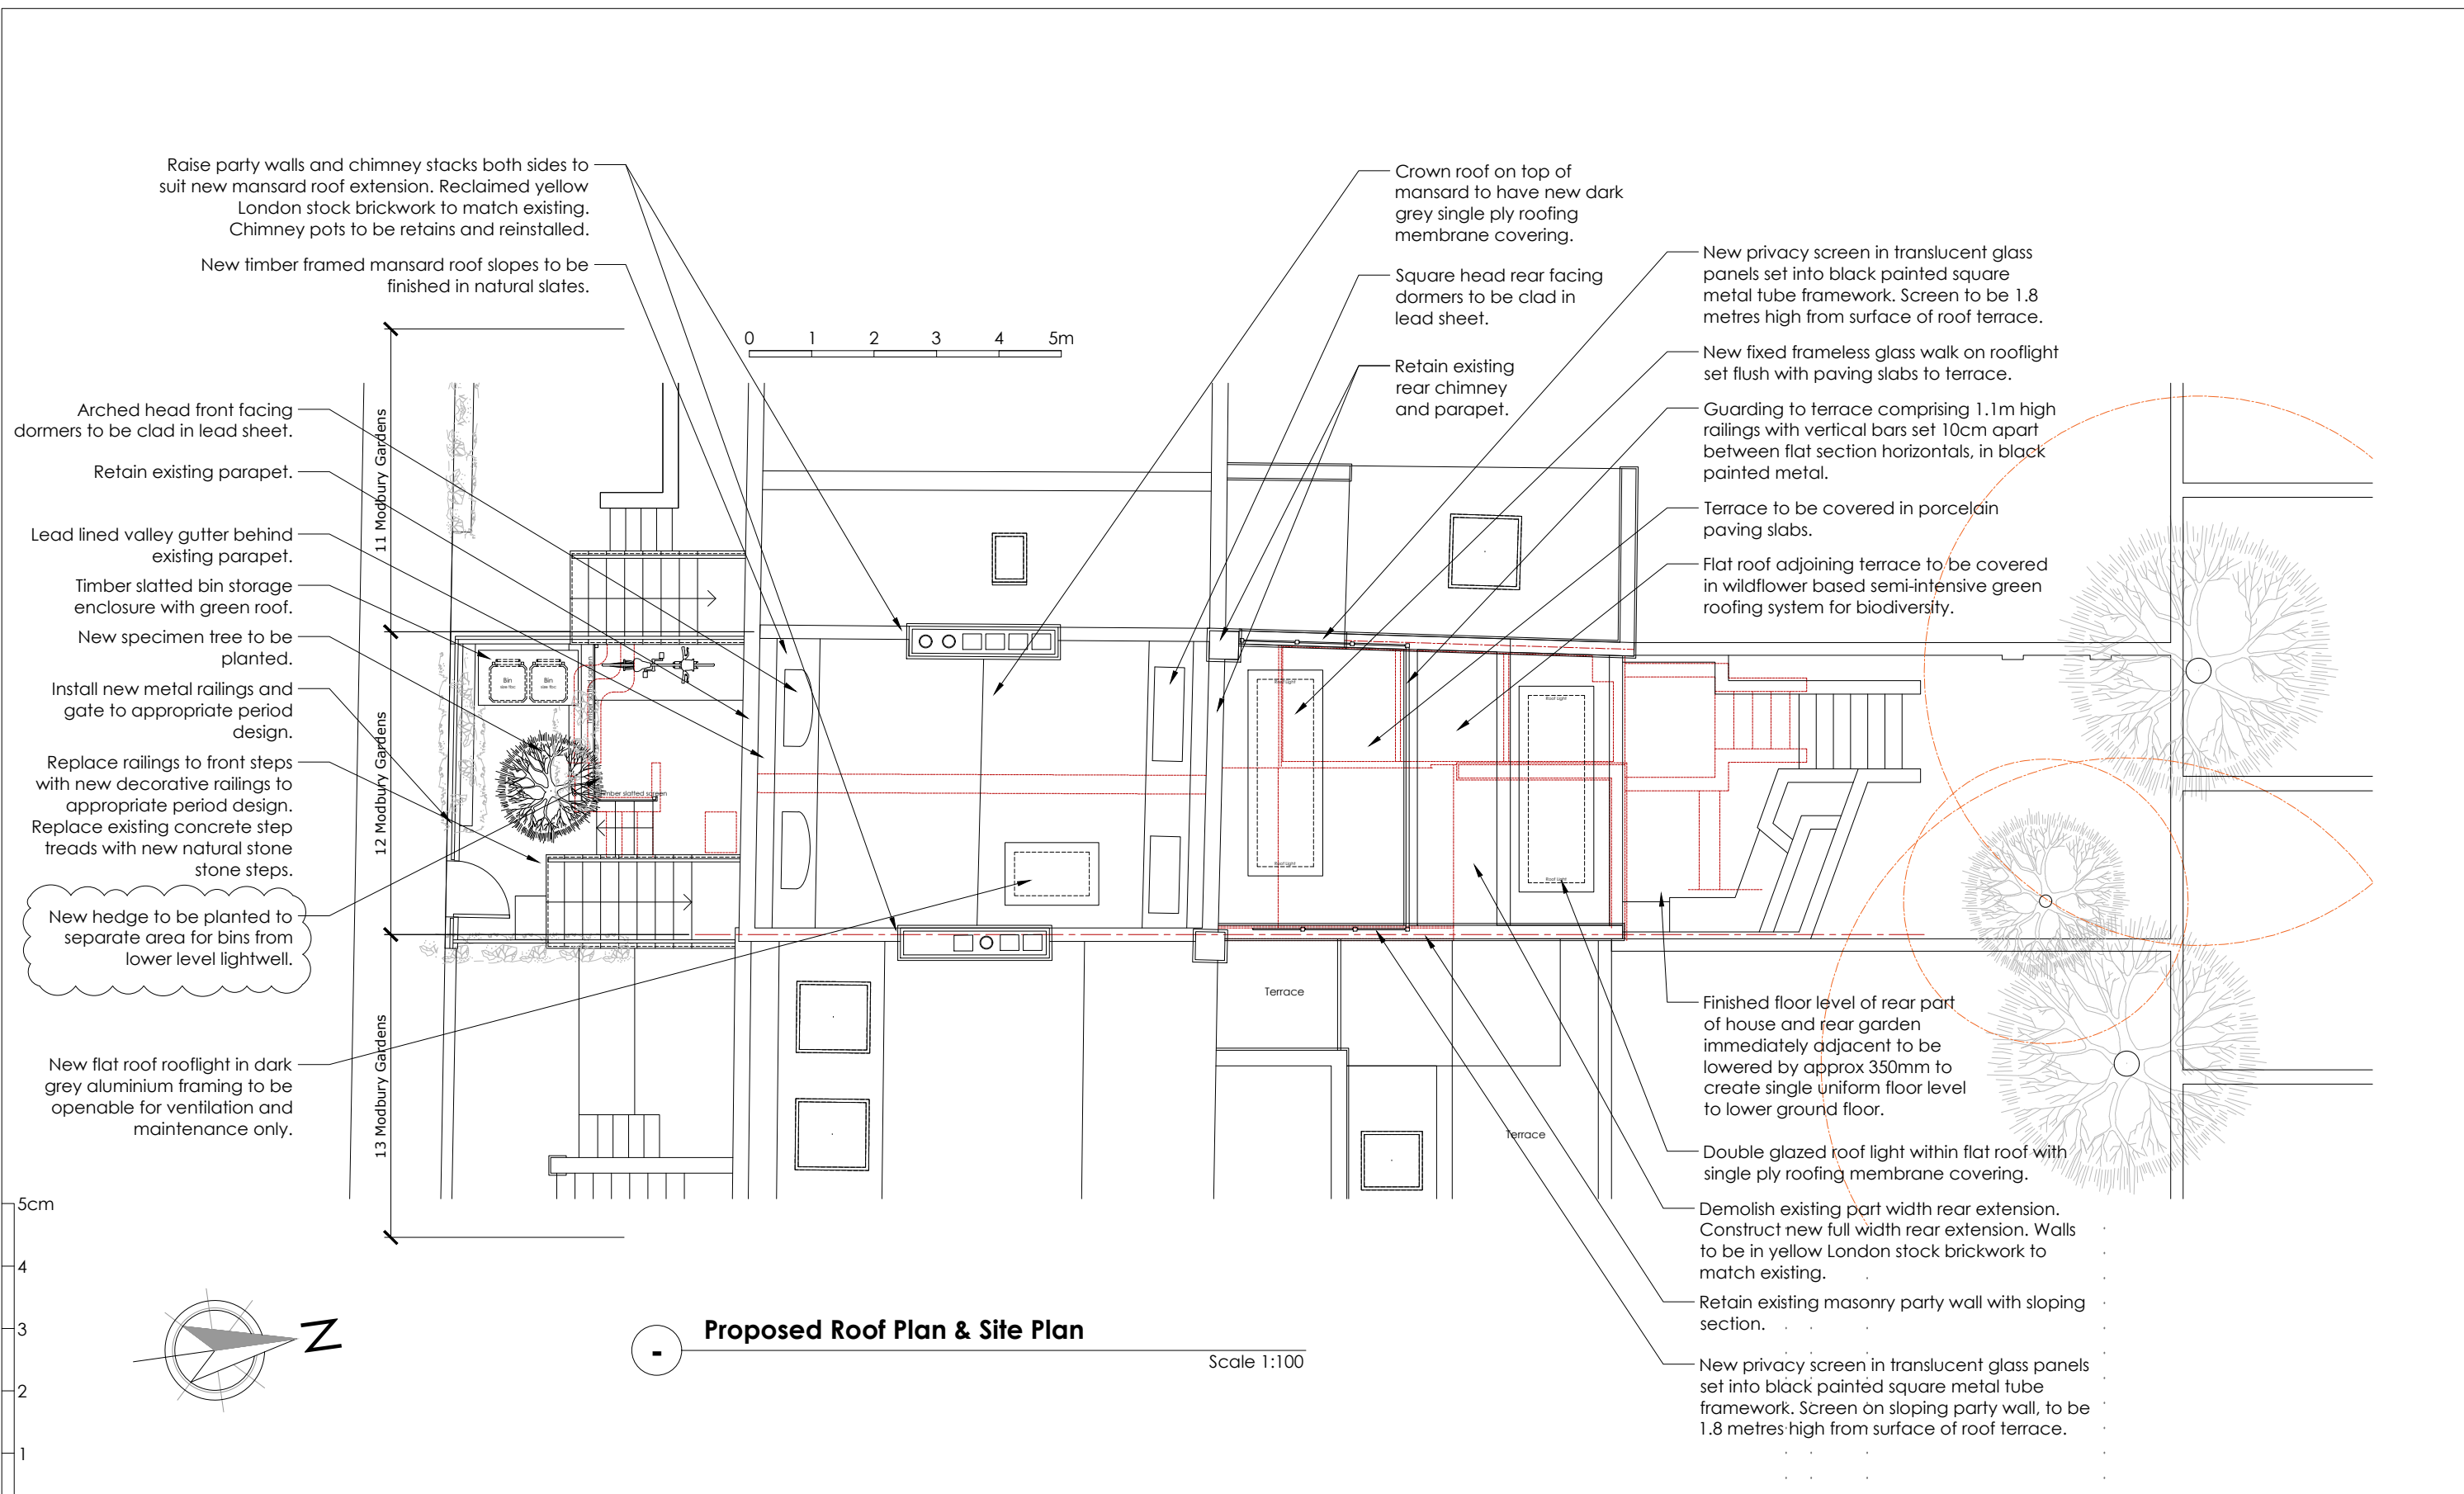 Raise party walls and chimney stacks both sides to
suit new mansard roof extension. Reclaimed yellow
London stock brickwork to match existing.
Chimney pots to be retains and reinstalled.
New timber framed mansard roof slopes to be
finished in natural slates.
Arched head front facing
dormers to be clad in lead sheet.
Retain existing parapet.
Lead lined valley gutter behind
existing parapet.
Timber slatted bin storage
enclosure with green roof.
New specimen tree to be
planted.
Install new metal railings and
gate to appropriate period
design.
Replace railings to front steps
with new decorative railings to
appropriate period design.
Replace existing concrete step
treads with new natural stone
stone steps.
New hedge to be planted to
separate area for bins from
lower level lightwell.
New flat roof rooflight in dark
grey aluminium framing to be
openable for ventilation and
maintenance only.
11 Modbury Gardens
12 Modbury Gardens
13 Modbury Gardens
0 1 2 3 4 5m
Bin
Bin
Timber slatted screen
Timber slatted screen
Roof Light
Roof Light
Roof Light
Roof Light
Terrace
Terrace
Crown roof on top of
mansard to have new dark
grey single ply roofing
membrane covering.
Square head rear facing
dormers to be clad in
lead sheet.
Retain existing
rear chimney
and parapet.
New privacy screen in translucent glass
panels set into black painted square
metal tube framework. Screen to be 1.8
metres high from surface of roof terrace.
New fixed frameless glass walk on rooflight
set flush with paving slabs to terrace.
Guarding to terrace comprising 1.1m high
railings with vertical bars set 10cm apart
between flat section horizontals, in black
painted metal.
Terrace to be covered in porcelain
paving slabs.
Flat roof adjoining terrace to be covered
in wildflower based semi-intensive green
roofing system for biodiversity.
Finished floor level of rear part
of house and rear garden
immediately adjacent to be
lowered by approx 350mm to
create single uniform floor level
to lower ground floor.
Double glazed roof light within flat roof with
single ply roofing membrane covering.
Demolish existing part width rear extension.
Construct new full width rear extension. Walls
to be in yellow London stock brickwork to
match existing.
Retain existing masonry party wall with sloping
section.
New privacy screen in translucent glass panels
set into black painted square metal tube
framework. Screen on sloping party wall, to be
1.8 metres high from surface of roof terrace.
5cm
4
3
2
1
N
-
Proposed Roof Plan & Site Plan
Scale 1:100